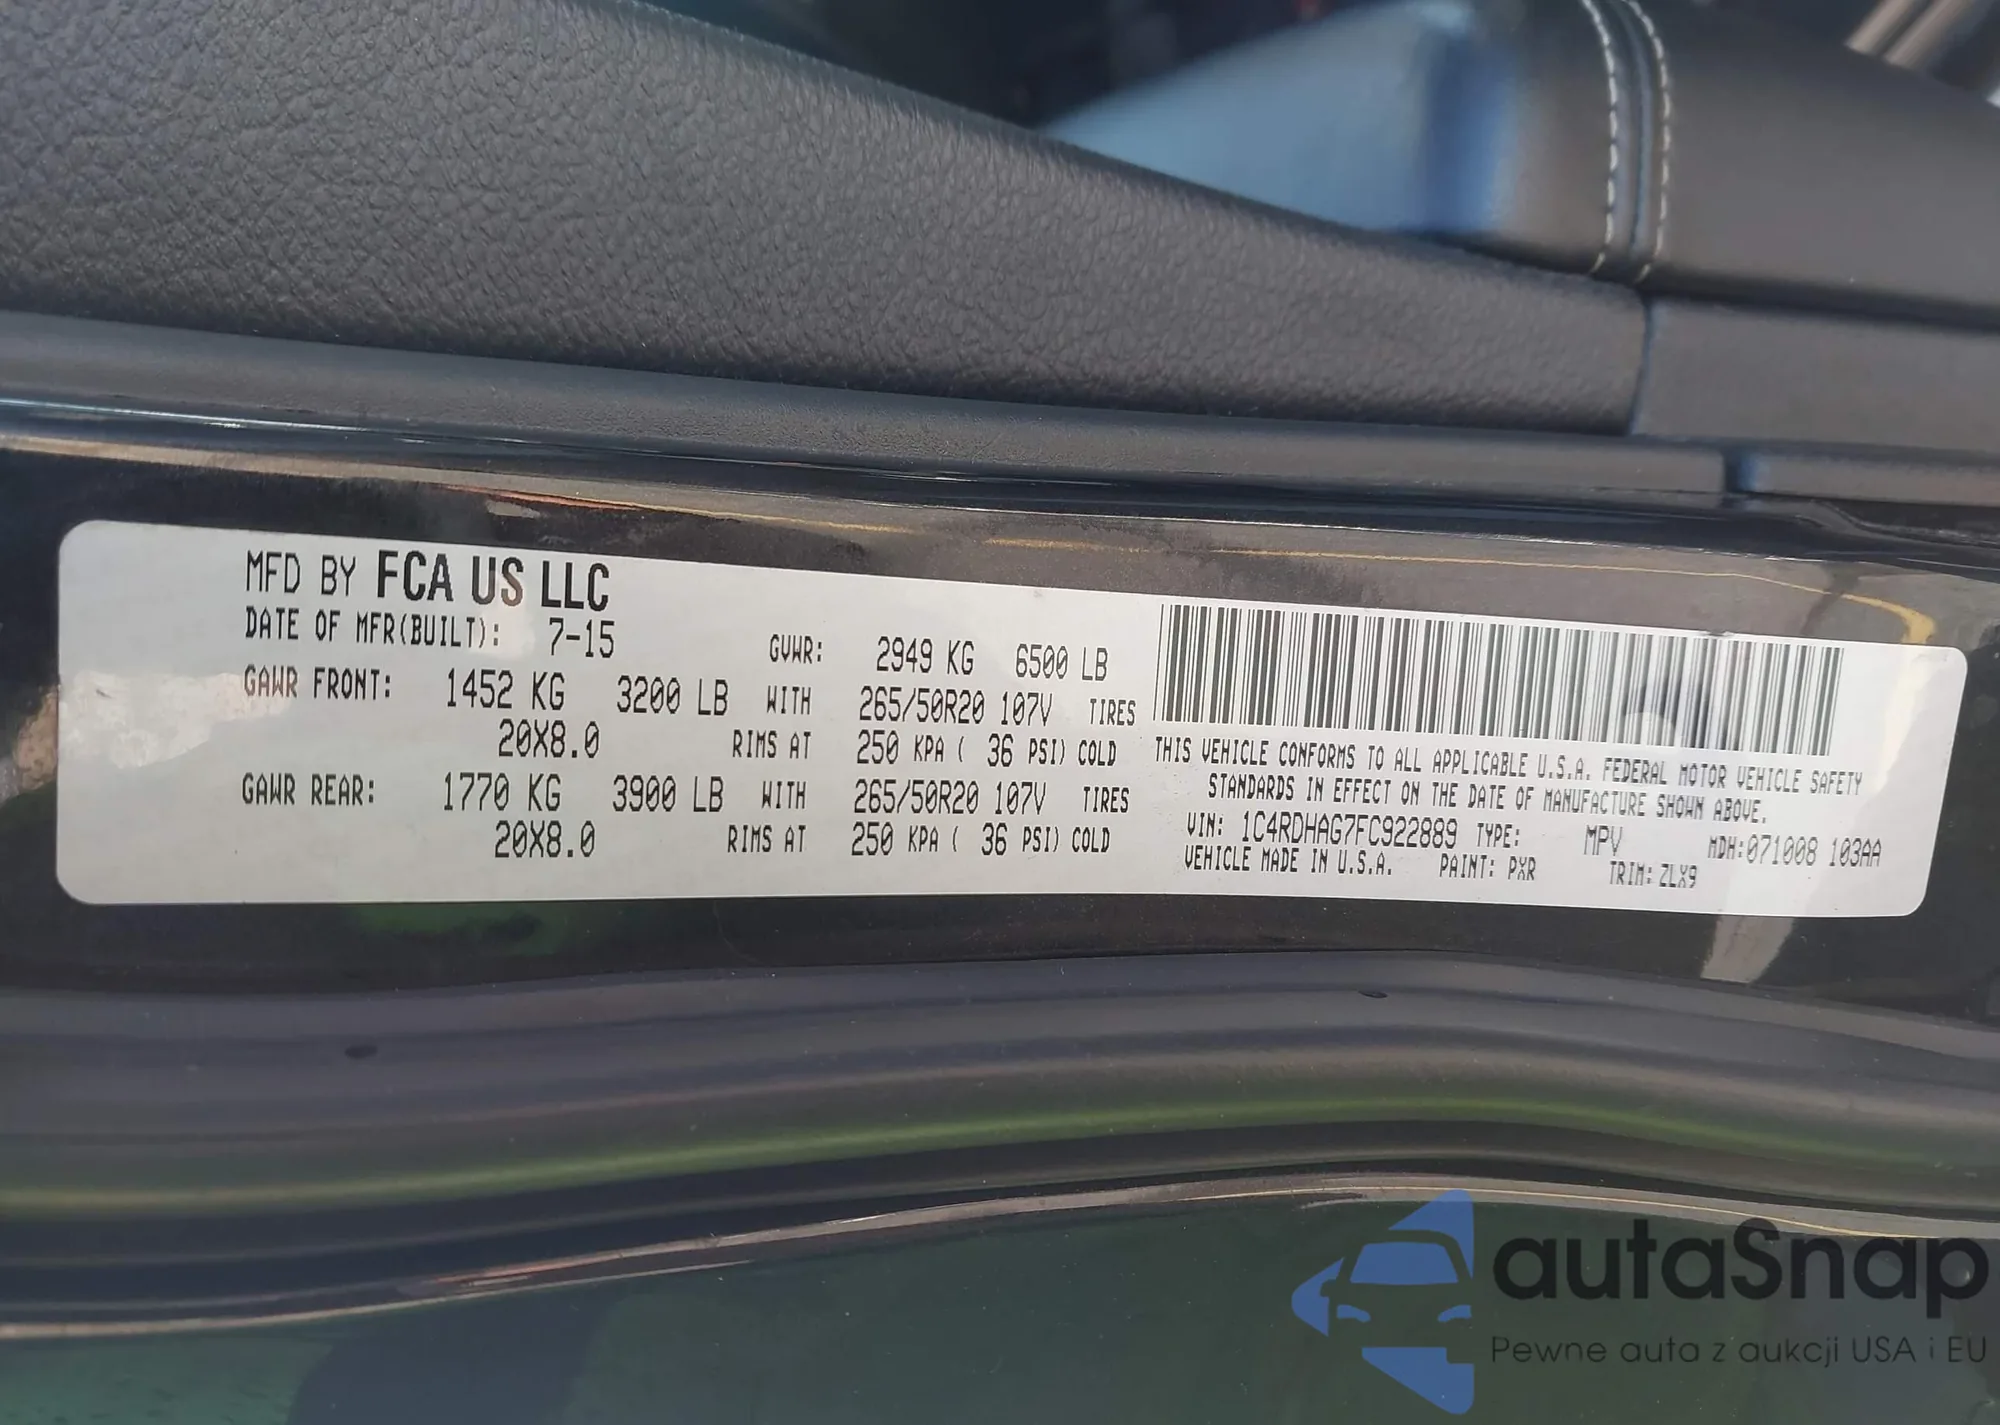 MFD BY FCA US LLC
DATE OF MFR(BUILT): 7-15
GVWR: 2949 KG 6500 LB
GAWR FRONT: 1452 KG 3200 LB WITH 265/50R20 107V TIRES
20X8.0 RIMS AT 250 KPA ( 36 PSI) COLD
GAWR REAR: 1770 KG 3900 LB WITH 265/50R20 107V TIRES
20X8.0 RIMS AT 250 KPA ( 36 PSI) COLD
THIS VEHICLE CONFORMS TO ALL APPLICABLE U.S.A. FEDERAL MOTOR VEHICLE SAFETY
STANDARDS IN EFFECT ON THE DATE OF MANUFACTURE SHOWN ABOVE.
VIN: 1C4RDHAG7FC922889 TYPE: MPV MDH:071008 103AA
VEHICLE MADE IN U.S.A. PAINT: PXR TRIM: ZLX9
autaSnap
Pewne auta z aukcji USA i EU